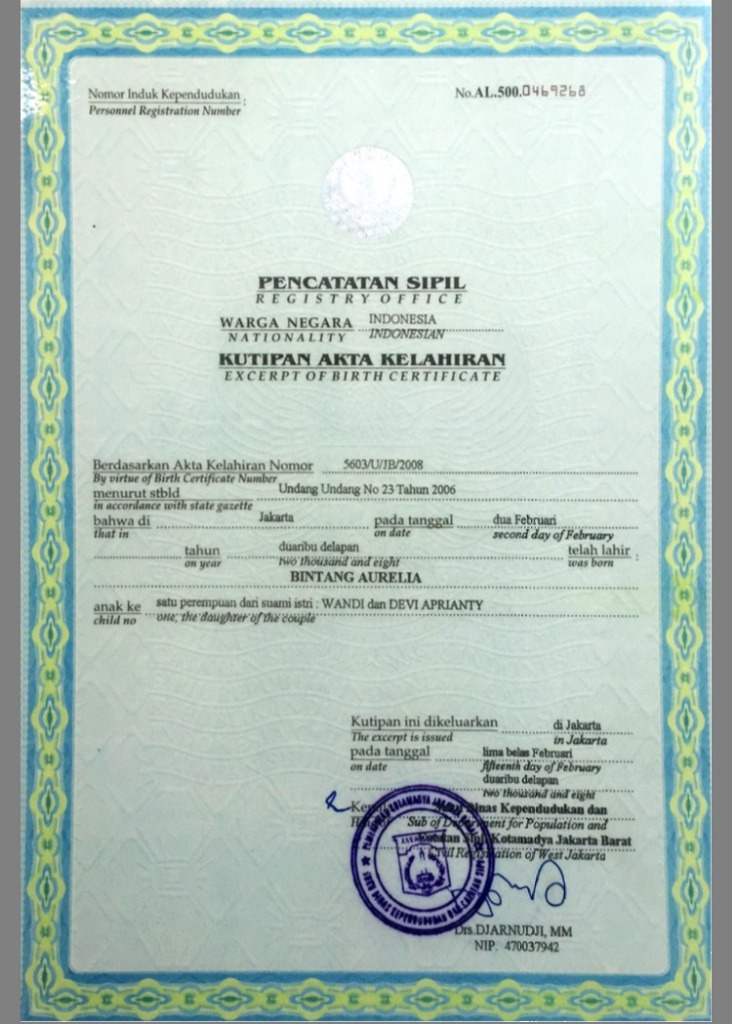 Nomor Induk Kependudukan :
Personnel Registration Number
No.AL.500.0469268
PENCATATAN SIPIL
REGISTRY OFFICE
WARGA NEGARA INDONESIA
NATIONALITY INDONESIAN
KUTIPAN AKTA KELAHIRAN
EXCERPT OF BIRTH CERTIFICATE
Berdasarkan Akta Kelahiran Nomor 5603/U/JB/2008
By virtue of Birth Certificate Number
menurut stbld Undang Undang No 23 Tahun 2006
in accordance with state gazette
bahwa di Jakarta pada tanggal dua Februari
that in on date second day of February
tahun duaribu delapan telah lahir :
on year two thousand and eight was born
BINTANG AURELIA
anak ke satu perempuan dari suami istri : WANDI dan DEVI APRIANTY
child no one, the daughter of the couple
Kutipan ini dikeluarkan di Jakarta
The excerpt is issued in Jakarta
pada tanggal lima belas Februari
on date fifteenth day of February
duaribu delapan
two thousand and eight
Dinas Kependudukan dan
Sub of Department for Population and
Sipil Kotamadya Jakarta Barat
Civil Registration of West Jakarta
Drs.DJARNUDJI, MM
NIP. 470037942